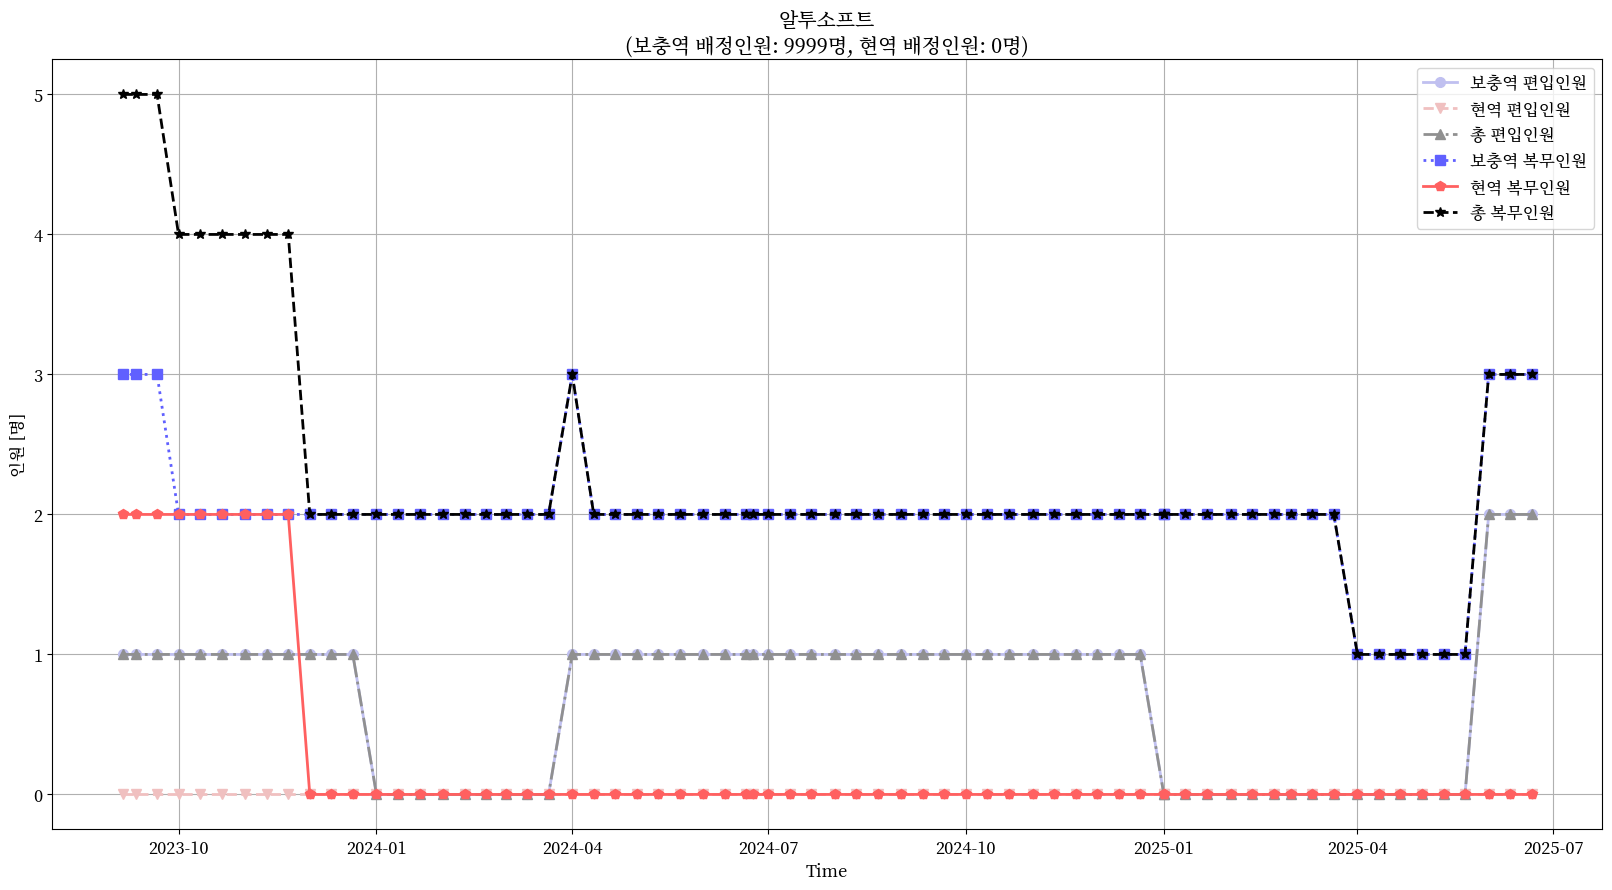 알투소프트
(보충역 배정인원: 9999명, 현역 배정인원: 0명)
보충역 편입인원
현역 편입인원
총 편입인원
보충역 복무인원
현역 복무인원
총 복무인원
인원 [명]
5
4
3
2
1
0
2023-10
2024-01
2024-04
2024-07
2024-10
2025-01
2025-04
2025-07
Time